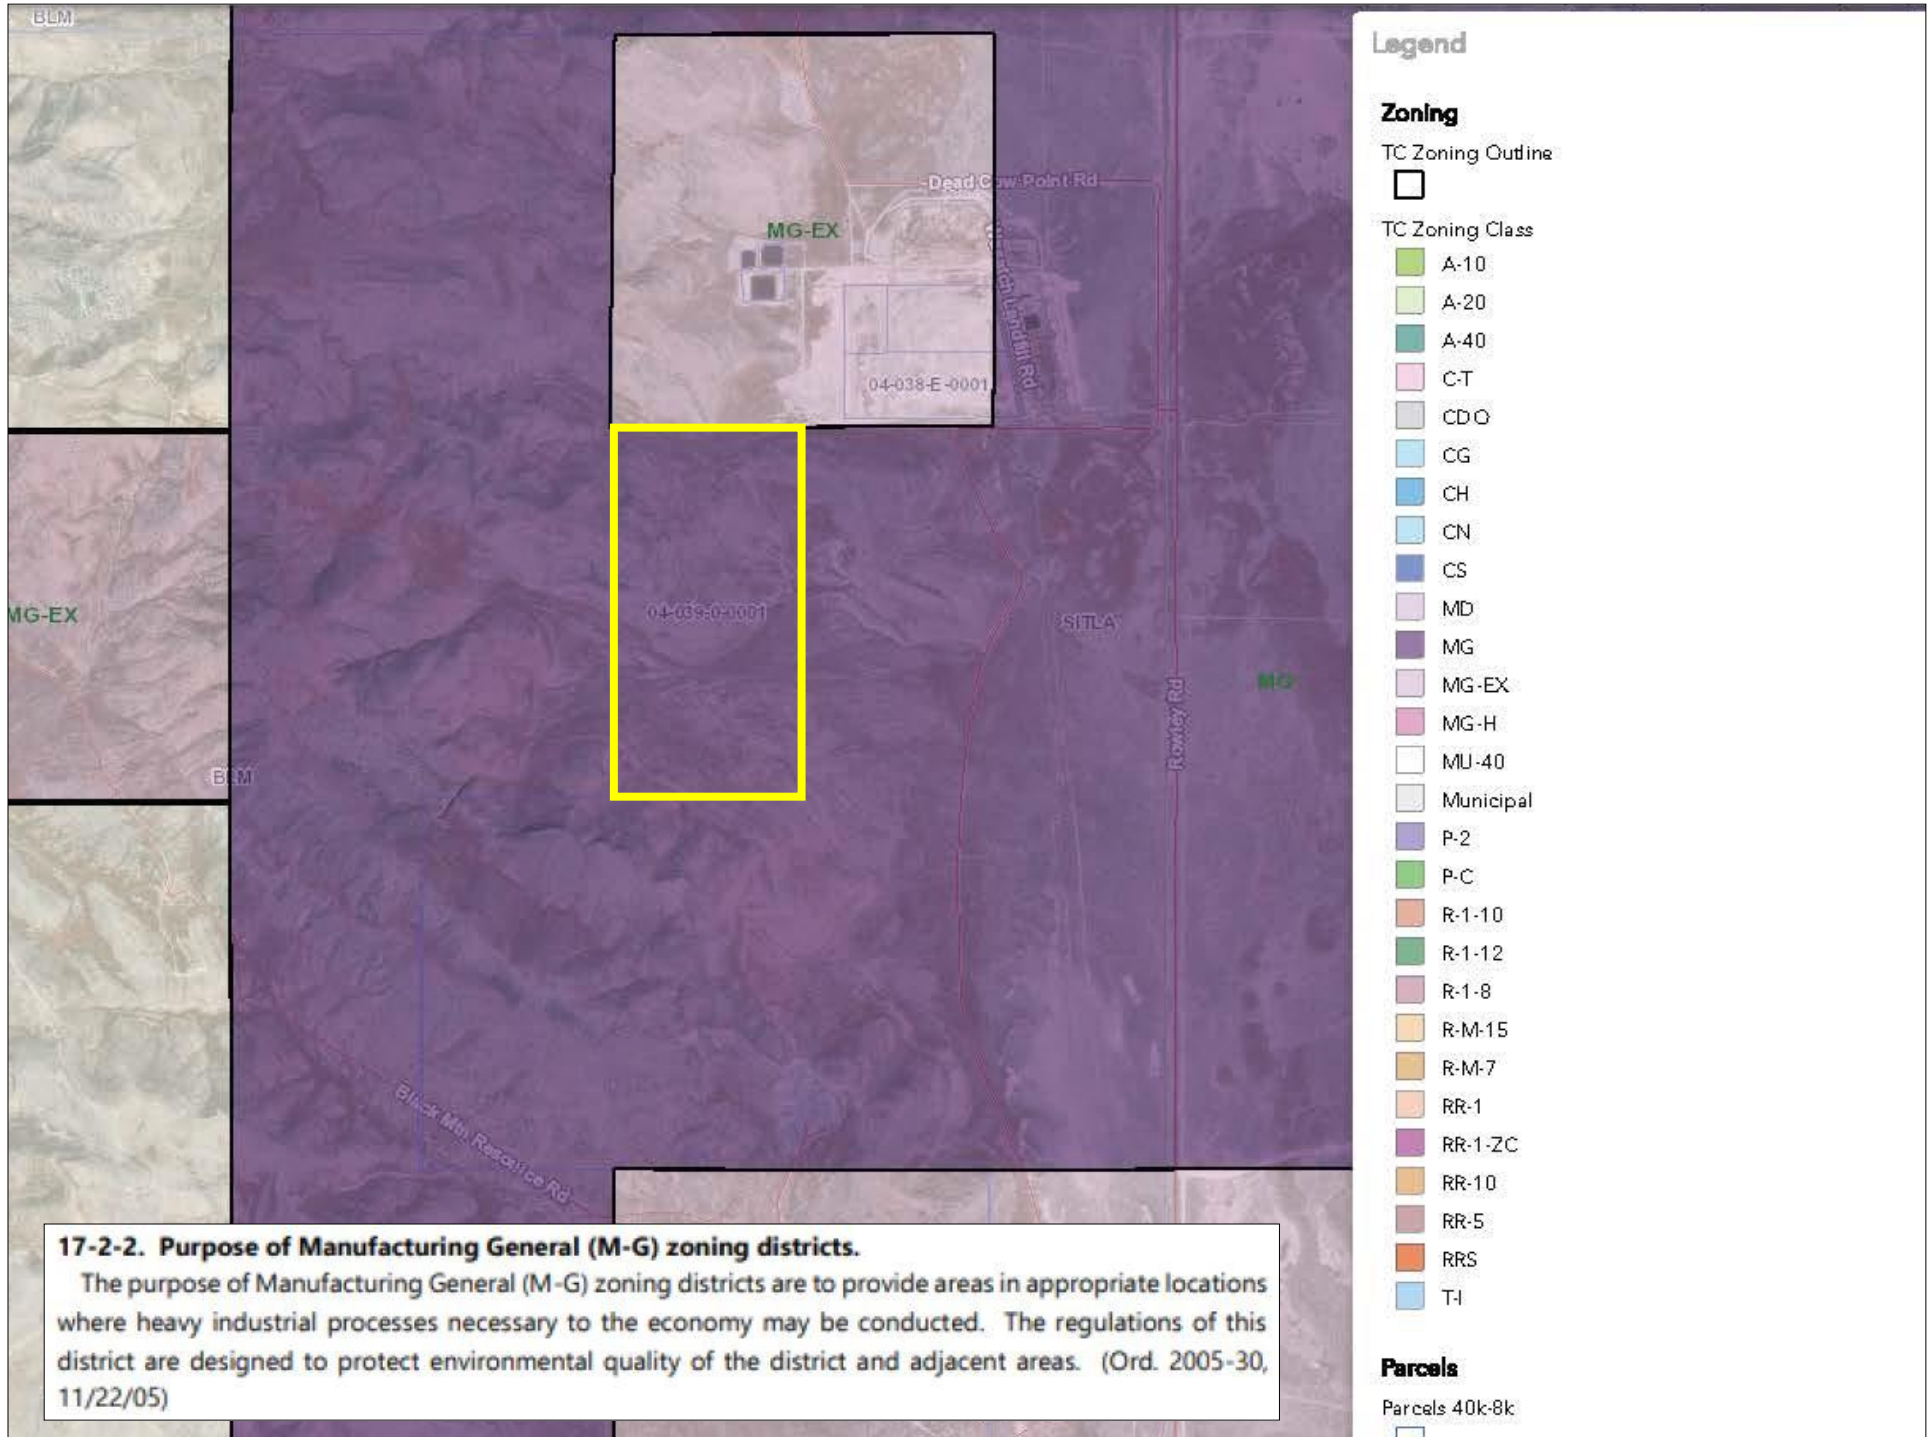 BLM
Dead Cow Point Rd
MG-EX
Wasatch Landfill Rd
04-038-E-0001
MG-EX
04-039-0-0001
SITLA
MG
Rowley Rd
BLM
Black Mtn Resource Rd
17-2-2. Purpose of Manufacturing General (M-G) zoning districts.
The purpose of Manufacturing General (M-G) zoning districts are to provide areas in appropriate locations
where heavy industrial processes necessary to the economy may be conducted. The regulations of this
district are designed to protect environmental quality of the district and adjacent areas. (Ord. 2005-30,
11/22/05)
Legend
Zoning
TC Zoning Outline
TC Zoning Class
A-10
A-20
A-40
C-T
CDO
CG
CH
CN
CS
MD
MG
MG-EX
MG-H
MU-40
Municipal
P-2
P-C
R-1-10
R-1-12
R-1-8
R-M-15
R-M-7
RR-1
RR-1-ZC
RR-10
RR-5
RRS
T-I
Parcels
Parcels 40k-8k